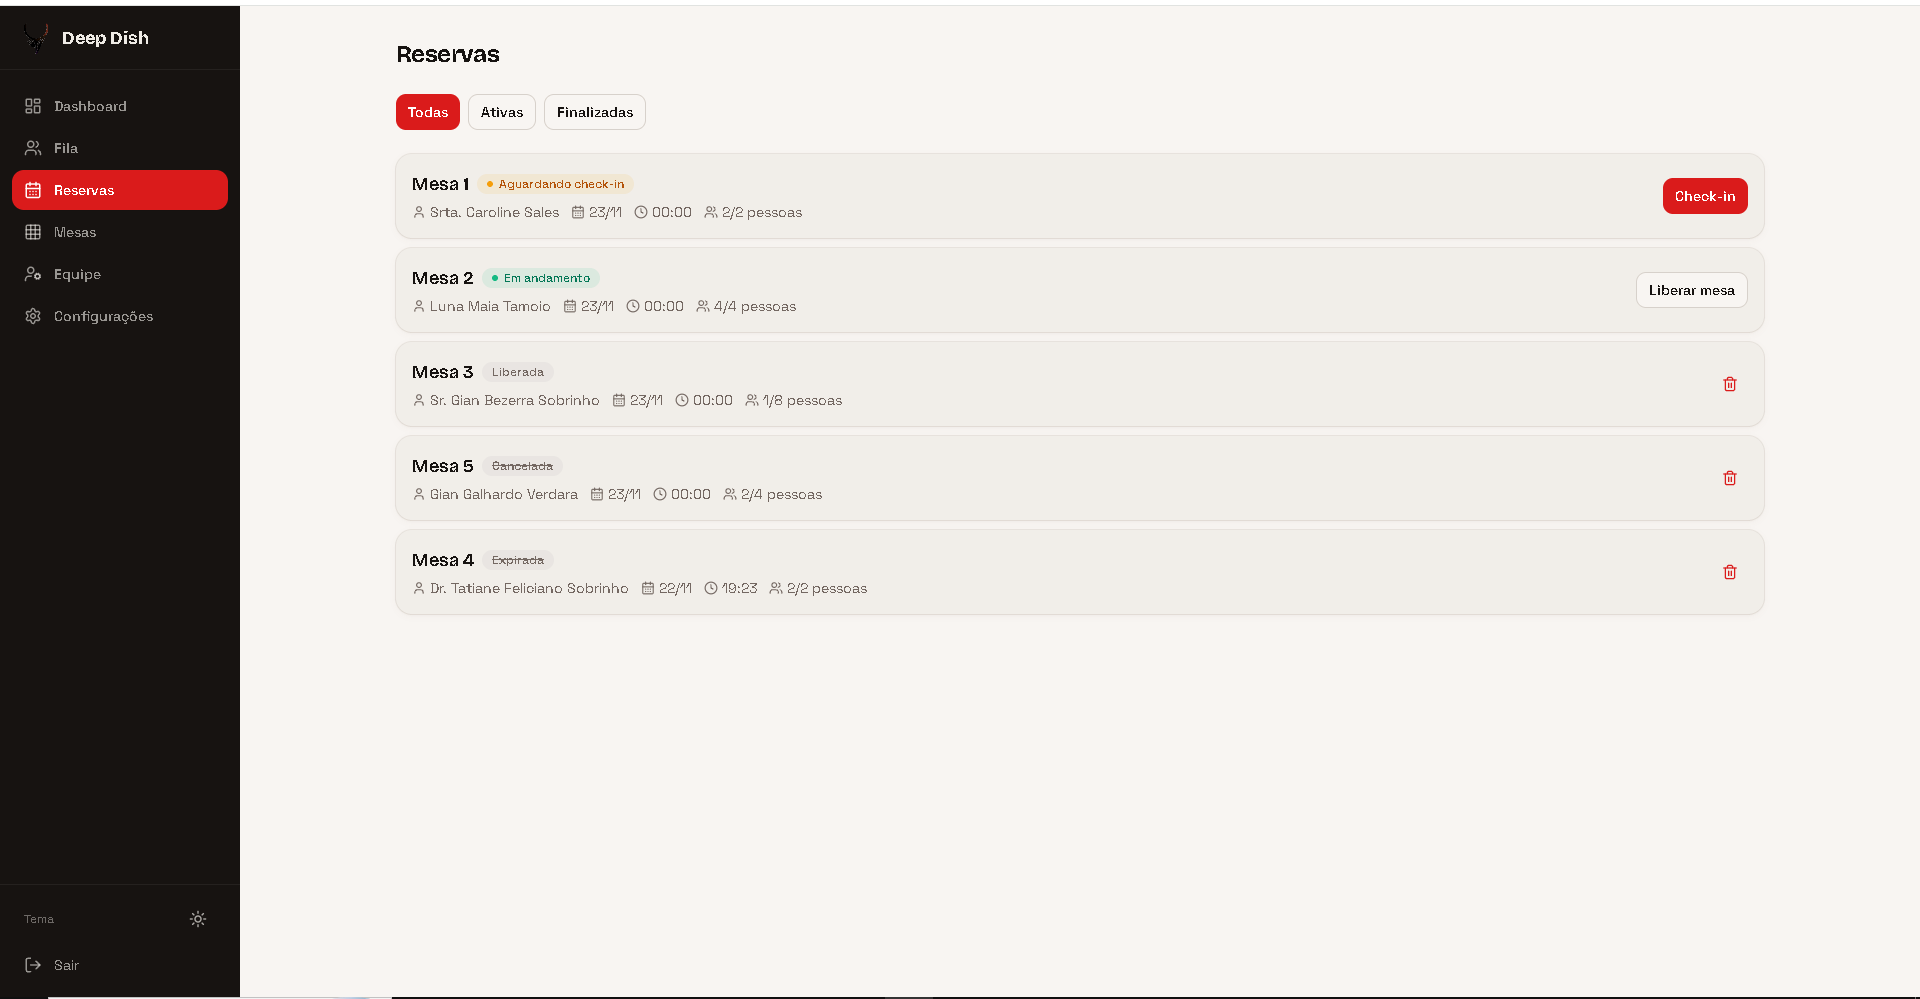 Deep Dish
Dashboard
Fila
Reservas
Mesas
Equipe
Configurações
Tema
Sair
Reservas
Todas
Ativas
Finalizadas
Mesa 1 Aguardando check-in
Srta. Caroline Sales 23/11 00:00 2/2 pessoas
Check-in
Mesa 2 Em andamento
Luna Maia Tamoio 23/11 00:00 4/4 pessoas
Liberar mesa
Mesa 3 Liberada
Sr. Gian Bezerra Sobrinho 23/11 00:00 1/8 pessoas
Mesa 5 Cancelada
Gian Galhardo Verdara 23/11 00:00 2/4 pessoas
Mesa 4 Expirada
Dr. Tatiane Feliciano Sobrinho 22/11 19:23 2/2 pessoas